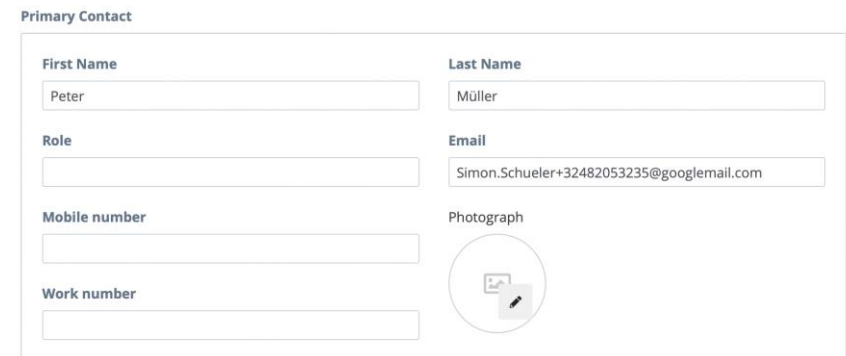 Primary Contact
First Name
Last Name
Peter
Müller
Role
Email
Simon.Schueler+32482053235@googlemail.com
Mobile number
Photograph
Work number